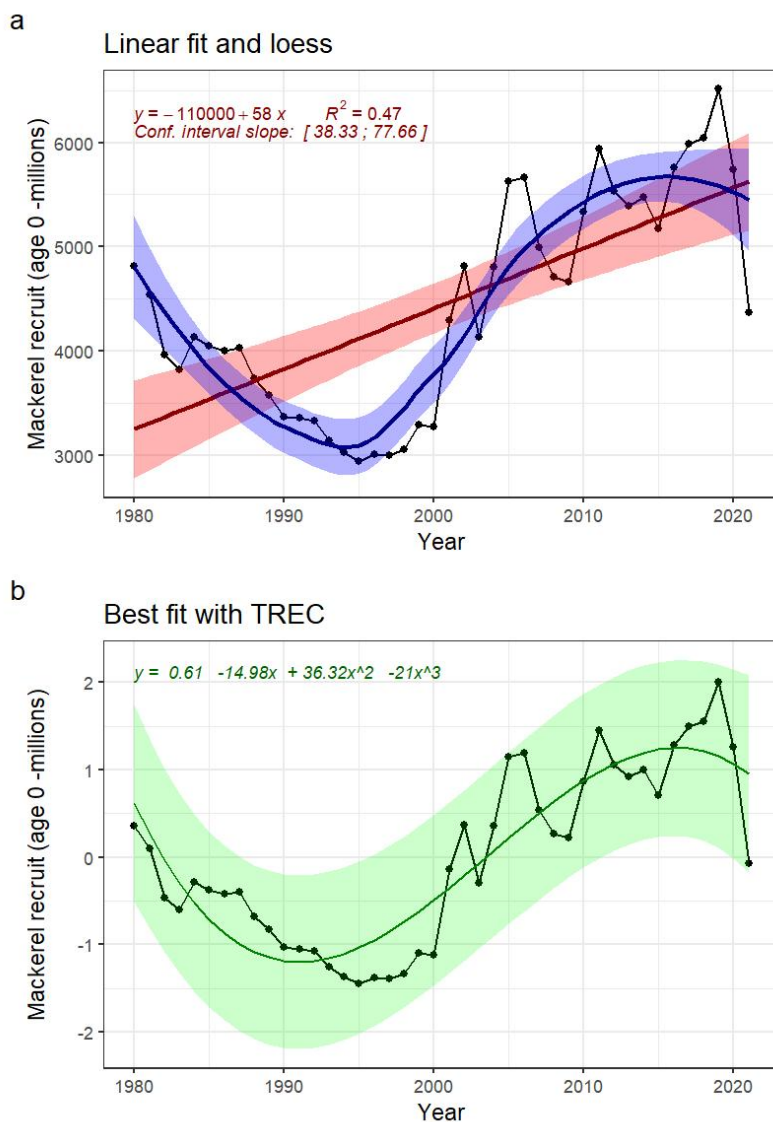 a
Linear fit and loess
y = − 110000 + 58 x R² = 0.47
Conf. interval slope: [ 38.33 ; 77.66 ]
Mackerel recruit (age 0 -millions)
6000
5000
4000
3000
1980 1990 2000 2010 2020
Year
b
Best fit with TREC
y = 0.61 -14.98x + 36.32x^2 -21x^3
Mackerel recruit (age 0 -millions)
2
1
0
-1
-2
1980 1990 2000 2010 2020
Year